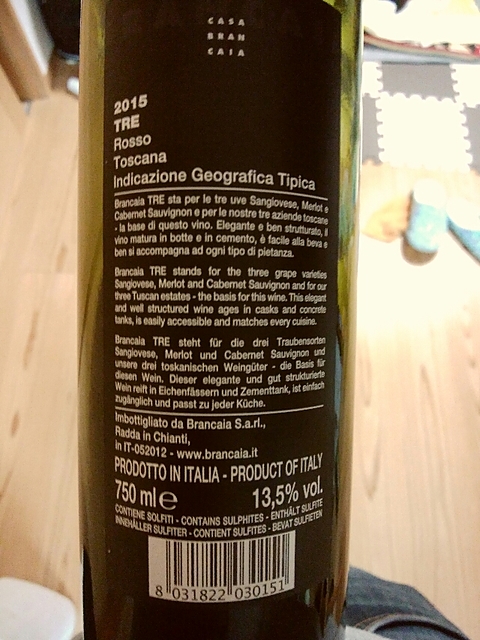 CASA
BRAN
CAIA
2015
TRE
Rosso
Toscana
Indicazione Geografica Tipica
Brancaia TRE sta per le tre uve Sangiovese, Merlot e
Cabernet Sauvignon e per le nostre tre aziende toscane
- la base di questo vino. Elegante e ben strutturato, il
vino matura in botte e in cemento, è facile alla beva e
ben si accompagna ad ogni tipo di pietanza.
Brancaia TRE stands for the three grape varieties
Sangiovese, Merlot and Cabernet Sauvignon and for our
three Tuscan estates - the basis for this wine. This elegant
and well structured wine ages in casks and concrete
tanks, is easily accessible and matches every cuisine.
Brancaia TRE steht für die drei Traubensorten
Sangiovese, Merlot und Cabernet Sauvignon und
unsere drei toskanischen Weingüter - die Basis für
diesen Wein. Dieser elegante und gut strukturierte
Wein reift in Eichenfässern und Zementtank, ist einfach
zugänglich und passt zu jeder Küche.
Imbottigliato da Brancaia S.a.r.l.,
Radda in Chianti,
in IT-052012 - www.brancaia.it
PRODOTTO IN ITALIA - PRODUCT OF ITALY
750 ml e 13,5% vol.
CONTIENE SOLFITI - CONTAINS SULPHITES - ENTHÄLT SULFITE
INNEHÅLLER SULFITER - CONTIENT SULFITES - BEVAT SULFIETEN
8 031822 030151